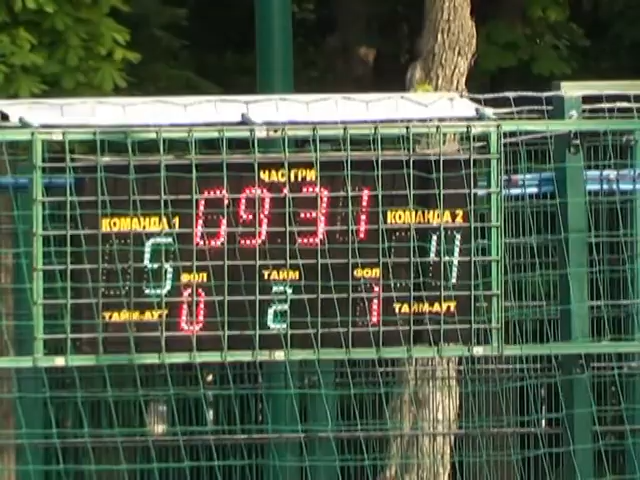 ЧАС ГРИ
09:31
КОМАНДА 1 КОМАНДА 2
5 4
ФОЛ ТАЙМ ФОЛ
0 2 1
ТАЙМ-АУТ ТАЙМ-АУТ